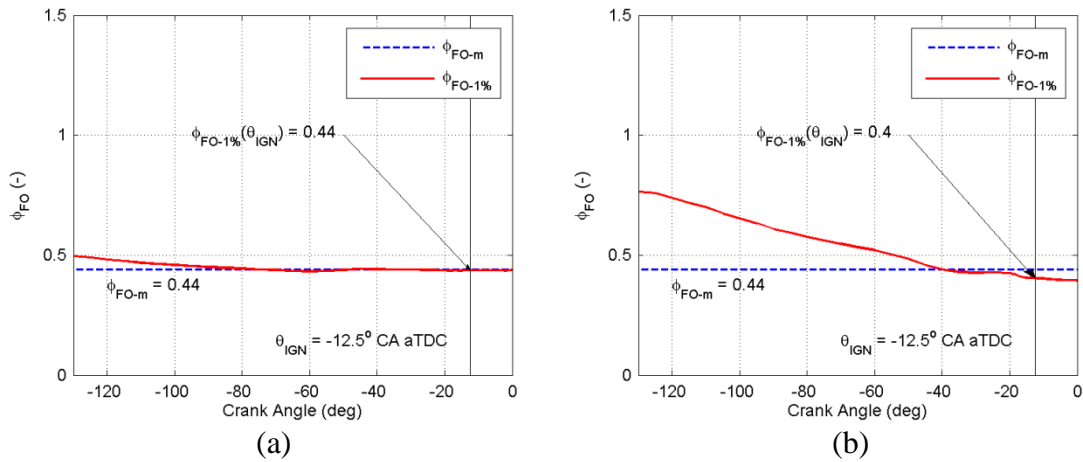 1.5
1
0.5
0
ϕFO (-)
ϕFO-m
ϕFO-1%
ϕFO-1%(θIGN) = 0.44
ϕFO-m = 0.44
θIGN = -12.5o CA aTDC
-120 -100 -80 -60 -40 -20 0
Crank Angle (deg)
(a)
1.5
1
0.5
0
ϕFO (-)
ϕFO-m
ϕFO-1%
ϕFO-1%(θIGN) = 0.4
ϕFO-m = 0.44
θIGN = -12.5o CA aTDC
-120 -100 -80 -60 -40 -20 0
Crank Angle (deg)
(b)